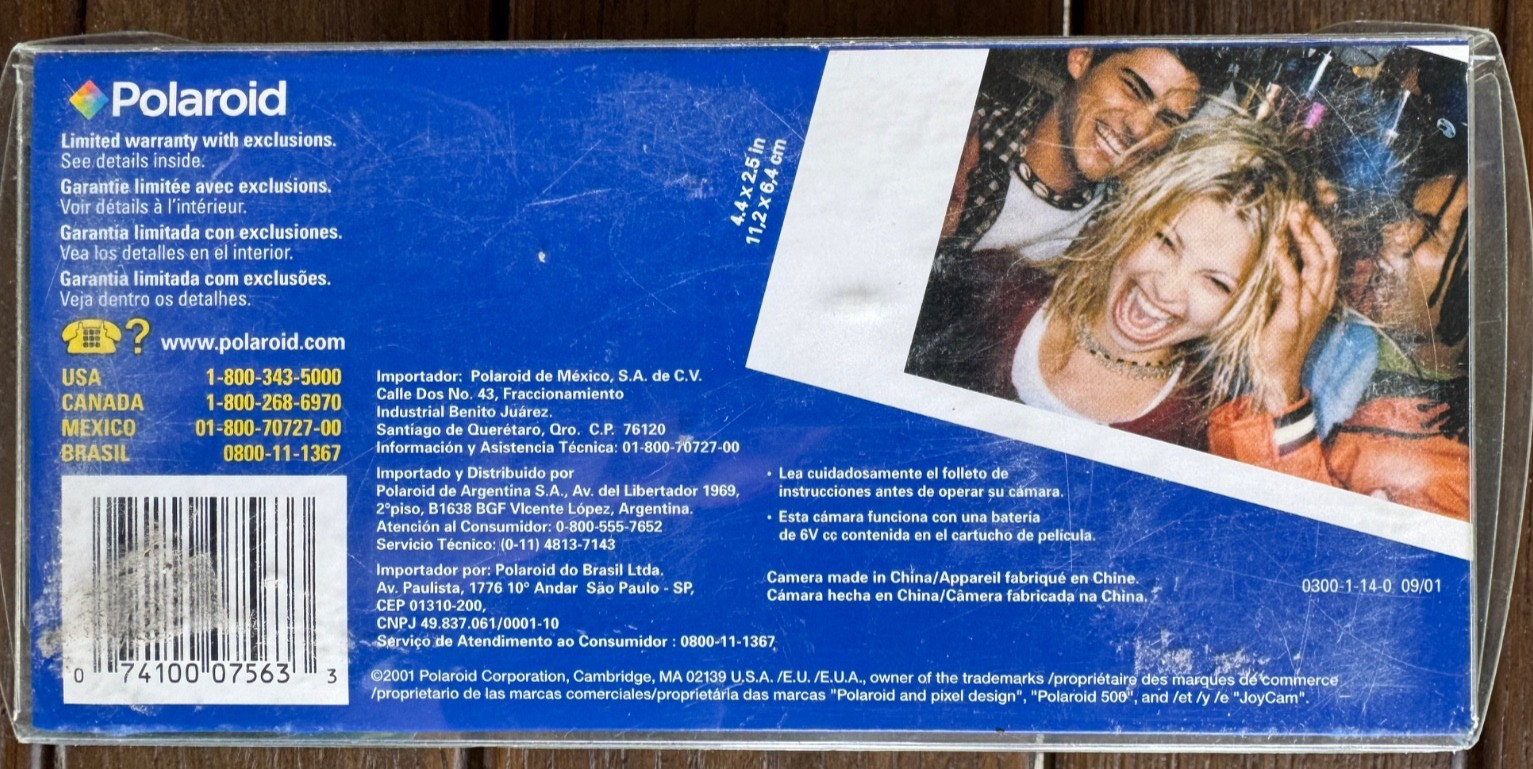 Polaroid
Limited warranty with exclusions.
See details inside.
Garantie limitée avec exclusions.
Voir détails à l'intérieur.
Garantía limitada con exclusiones.
Vea los detalles en el interior.
Garantia limitada com exclusões.
Veja dentro os detalhes.
? www.polaroid.com
USA 1-800-343-5000
CANADA 1-800-268-6970
MEXICO 01-800-70727-00
BRASIL 0800-11-1367
0 74100 07563 3
Importador: Polaroid de México, S.A. de C.V.
Calle Dos No. 43, Fraccionamiento
Industrial Benito Juárez.
Santiago de Querétaro, Qro. C.P. 76120
Información y Asistencia Técnica: 01-800-70727-00
Importado y Distribuido por
Polaroid de Argentina S.A., Av. del Libertador 1969,
2°piso, B1638 BGF VIcente López, Argentina.
Atención al Consumidor: 0-800-555-7652
Servicio Técnico: (0-11) 4813-7143
Importador por: Polaroid do Brasil Ltda.
Av. Paulista, 1776 10° Andar São Paulo - SP,
CEP 01310-200,
CNPJ 49.837.061/0001-10
Serviço de Atendimento ao Consumidor : 0800-11-1367
4.4 x 2.5 in
11,2 x 6,4 cm
• Lea cuidadosamente el folleto de
instrucciones antes de operar su cámara.
• Esta cámara funciona con una batería
de 6V cc contenida en el cartucho de película.
Camera made in China/Appareil fabriqué en Chine.
Cámara hecha en China/Câmera fabricada na China.
0300-1-14-0 09/01
©2001 Polaroid Corporation, Cambridge, MA 02139 U.S.A. /E.U. /E.U.A., owner of the trademarks /propriétaire des marques de commerce
/proprietario de las marcas comerciales/proprietária das marcas "Polaroid and pixel design", "Polaroid 500", and /et /y /e "JoyCam".